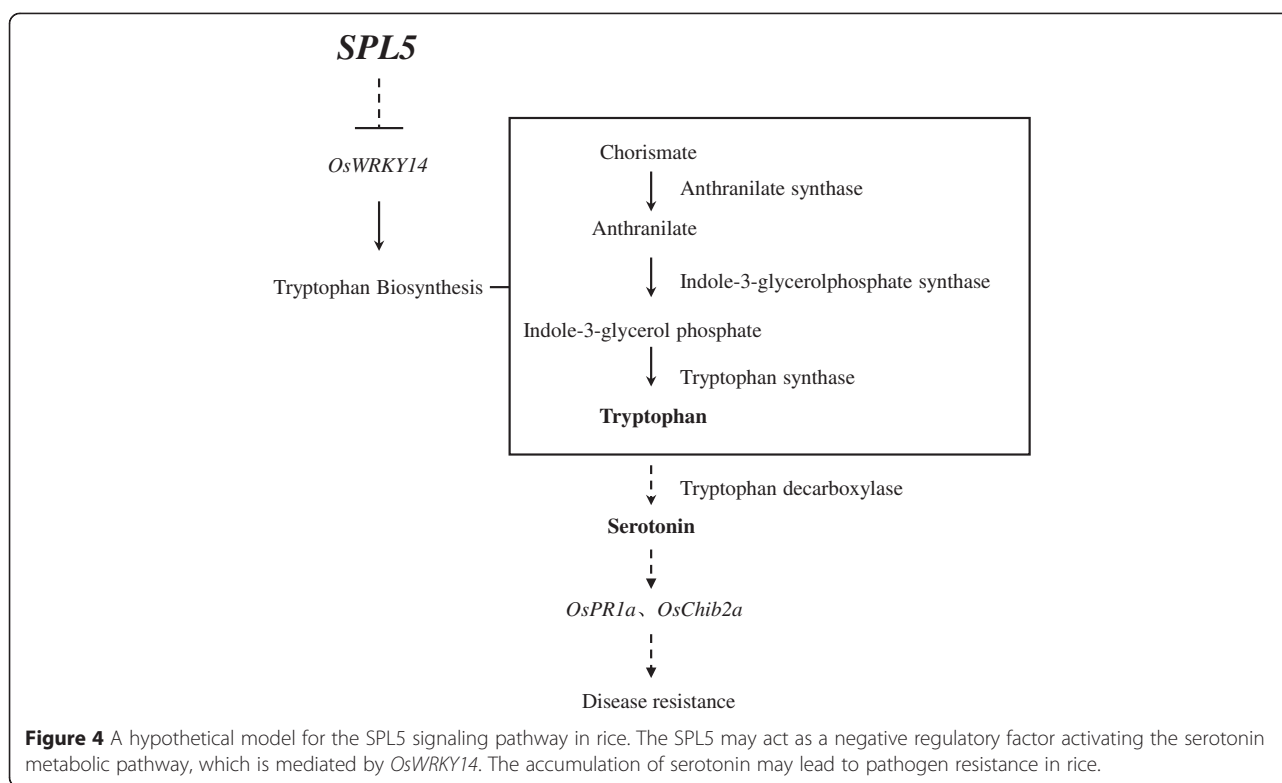 SPL5
OsWRKY14
Tryptophan Biosynthesis
Chorismate
Anthranilate synthase
Anthranilate
Indole-3-glycerolphosphate synthase
Indole-3-glycerol phosphate
Tryptophan synthase
Tryptophan
Tryptophan decarboxylase
Serotonin
OsPR1a、OsChib2a
Disease resistance
Figure 4 A hypothetical model for the SPL5 signaling pathway in rice. The SPL5 may act as a negative regulatory factor activating the serotonin
metabolic pathway, which is mediated by OsWRKY14. The accumulation of serotonin may lead to pathogen resistance in rice.